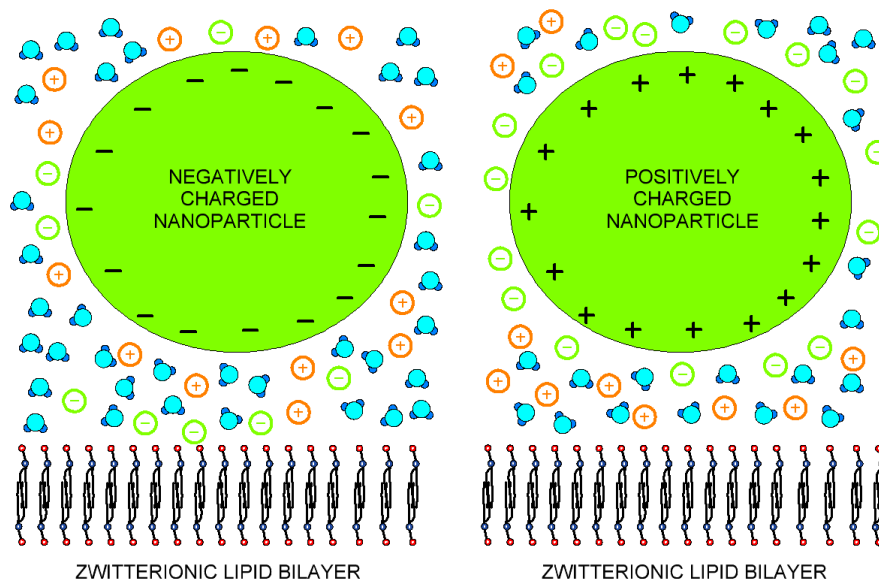 NEGATIVELY
CHARGED
NANOPARTICLE
POSITIVELY
CHARGED
NANOPARTICLE
ZWITTERIONIC LIPID BILAYER
ZWITTERIONIC LIPID BILAYER